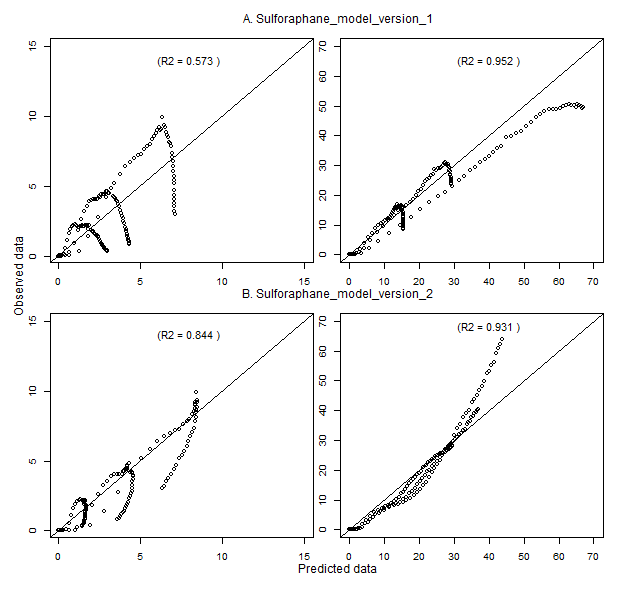 A. Sulforaphane_model_version_1
(R2 = 0.573 )
(R2 = 0.952 )
15
10
5
0
70
60
50
40
30
20
10
0
0 5 10 15
0 10 20 30 40 50 60 70
Observed data
B. Sulforaphane_model_version_2
(R2 = 0.844 )
(R2 = 0.931 )
15
10
5
0
70
60
50
40
30
20
10
0
0 5 10 15
0 10 20 30 40 50 60 70
Predicted data